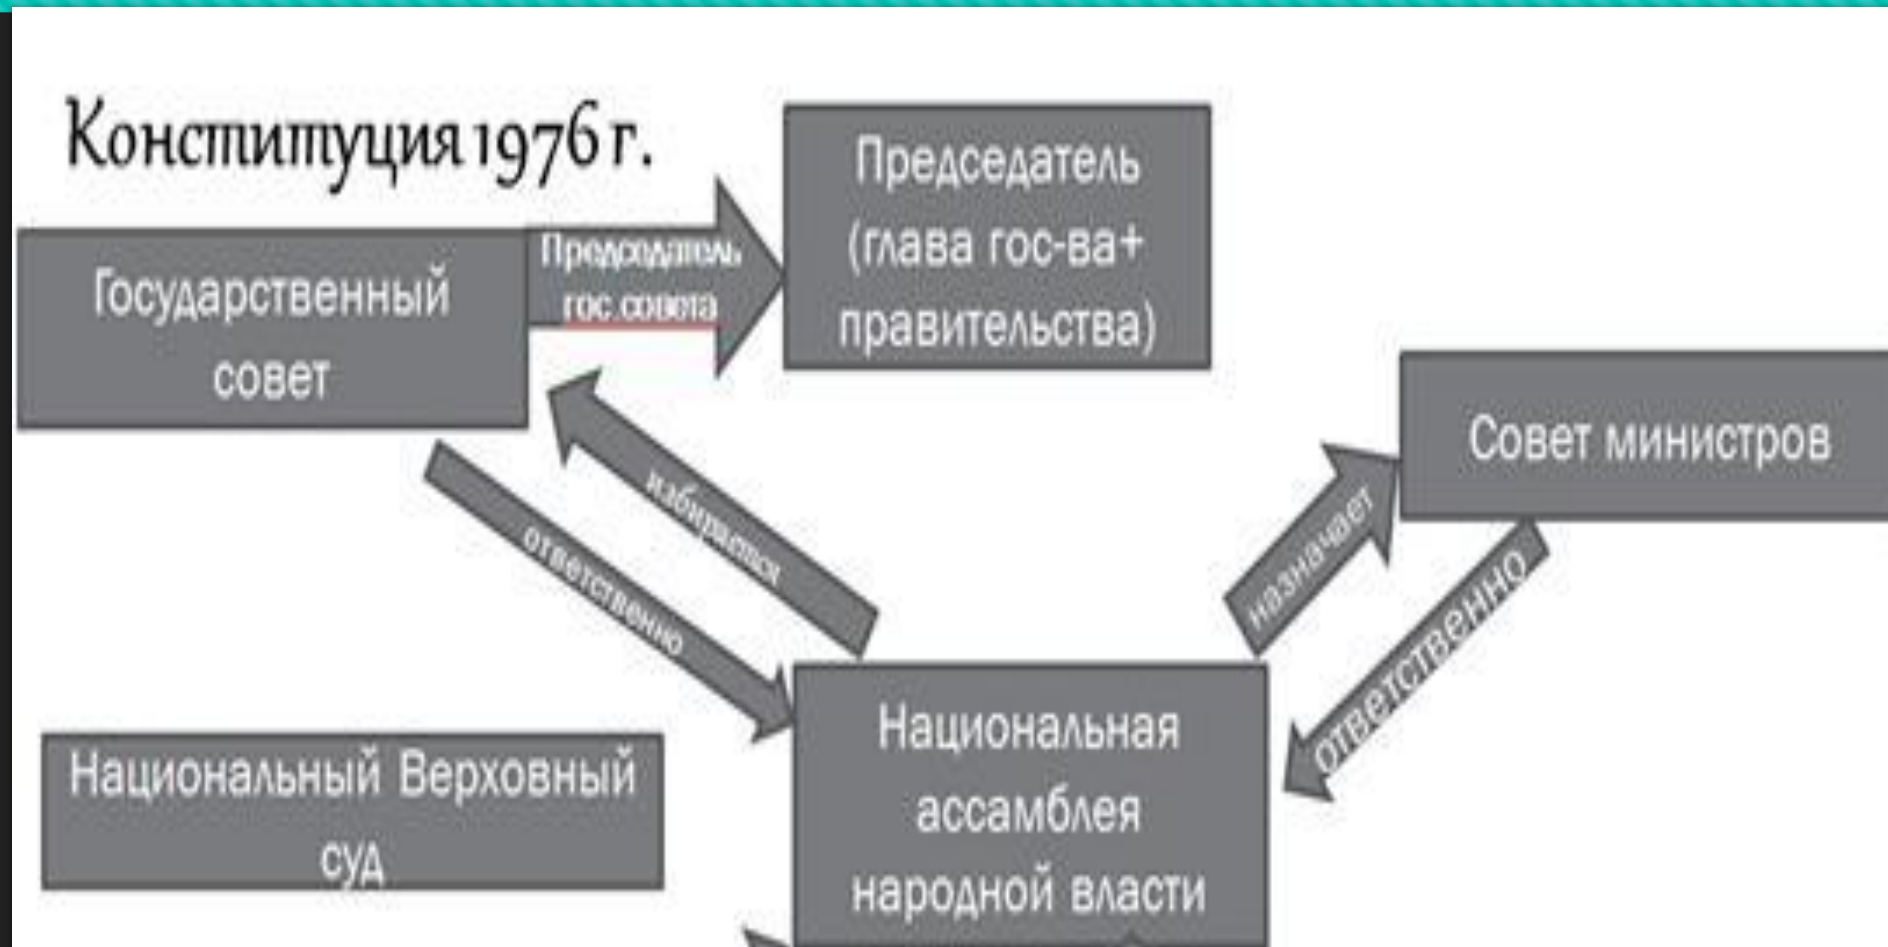 Конституция 1976 г.
Председатель
(глава гос-ва+
правительства)
Государственный
совет
Председатель
гос.совета
Совет министров
избирается
ответственно
назначает
ответственно
Национальная
ассамблея
народной власти
Национальный Верховный
суд